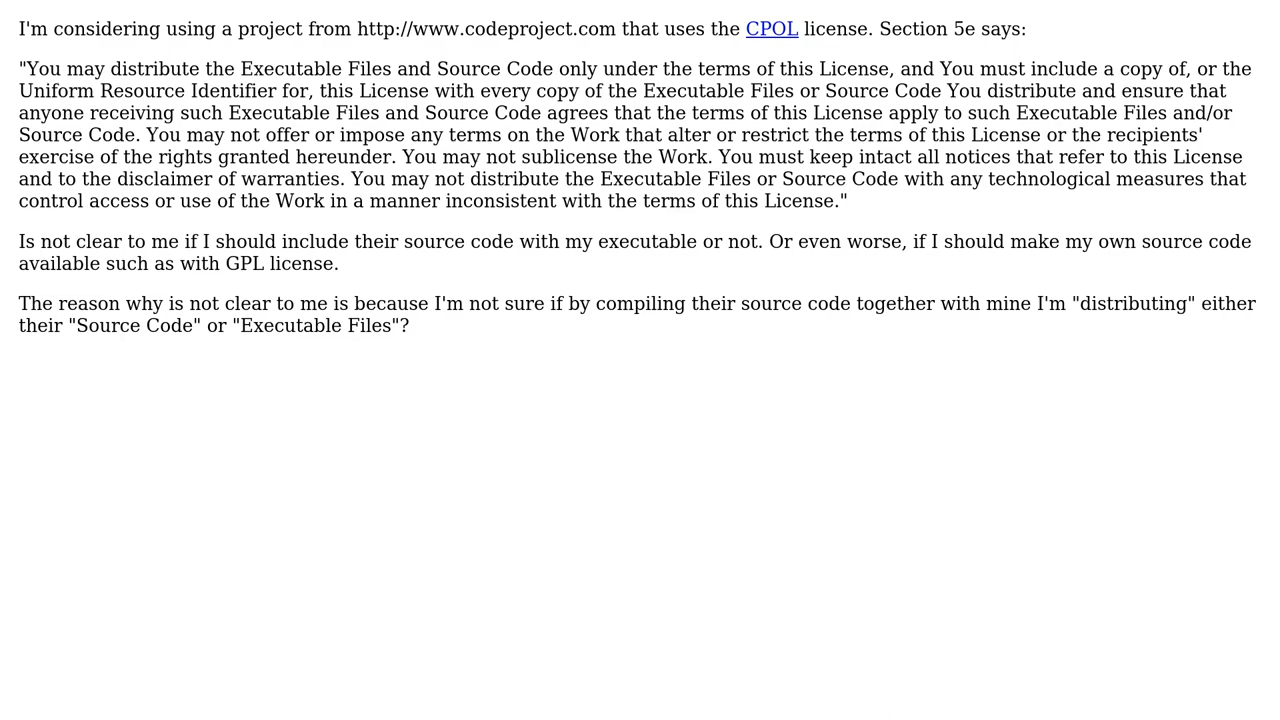 I'm considering using a project from http://www.codeproject.com that uses the CPOL license. Section 5e says:
"You may distribute the Executable Files and Source Code only under the terms of this License, and You must include a copy of, or the
Uniform Resource Identifier for, this License with every copy of the Executable Files or Source Code You distribute and ensure that
anyone receiving such Executable Files and Source Code agrees that the terms of this License apply to such Executable Files and/or
Source Code. You may not offer or impose any terms on the Work that alter or restrict the terms of this License or the recipients'
exercise of the rights granted hereunder. You may not sublicense the Work. You must keep intact all notices that refer to this License
and to the disclaimer of warranties. You may not distribute the Executable Files or Source Code with any technological measures that
control access or use of the Work in a manner inconsistent with the terms of this License."
Is not clear to me if I should include their source code with my executable or not. Or even worse, if I should make my own source code
available such as with GPL license.
The reason why is not clear to me is because I'm not sure if by compiling their source code together with mine I'm "distributing" either
their "Source Code" or "Executable Files"?